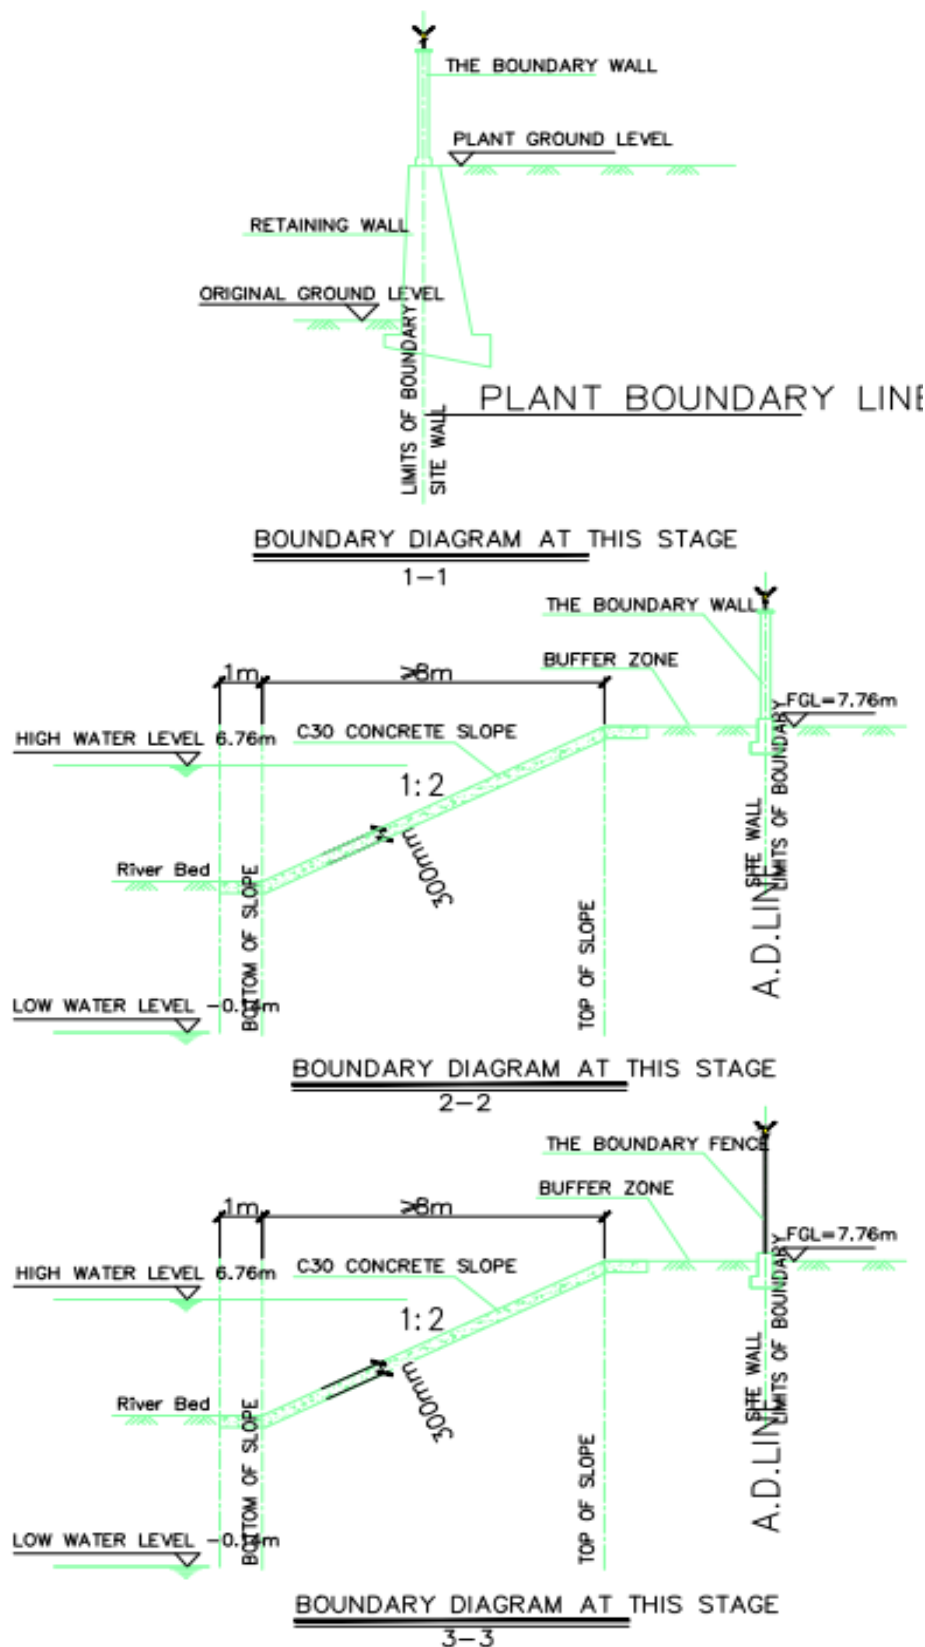 THE BOUNDARY WALL
PLANT GROUND LEVEL
RETAINING WALL
ORIGINAL GROUND LEVEL
LIMITS OF BOUNDARY
SITE WALL
PLANT BOUNDARY LINE
BOUNDARY DIAGRAM AT THIS STAGE
1-1
THE BOUNDARY WALL
BUFFER ZONE
1m
>8m
FGL=7.76m
C30 CONCRETE SLOPE
HIGH WATER LEVEL 6.76m
1:2
300mm
River Bed
BOTTOM OF SLOPE
TOP OF SLOPE
SITE WALL
LIMITS OF BOUNDARY
A.D.LINE
LOW WATER LEVEL
BOUNDARY DIAGRAM AT THIS STAGE
2-2
THE BOUNDARY FENCE
BUFFER ZONE
1m
>8m
FGL=7.76m
C30 CONCRETE SLOPE
HIGH WATER LEVEL 6.76m
1:2
300mm
River Bed
BOTTOM OF SLOPE
TOP OF SLOPE
SITE WALL
LIMITS OF BOUNDARY
A.D.LINE
LOW WATER LEVEL
BOUNDARY DIAGRAM AT THIS STAGE
3-3